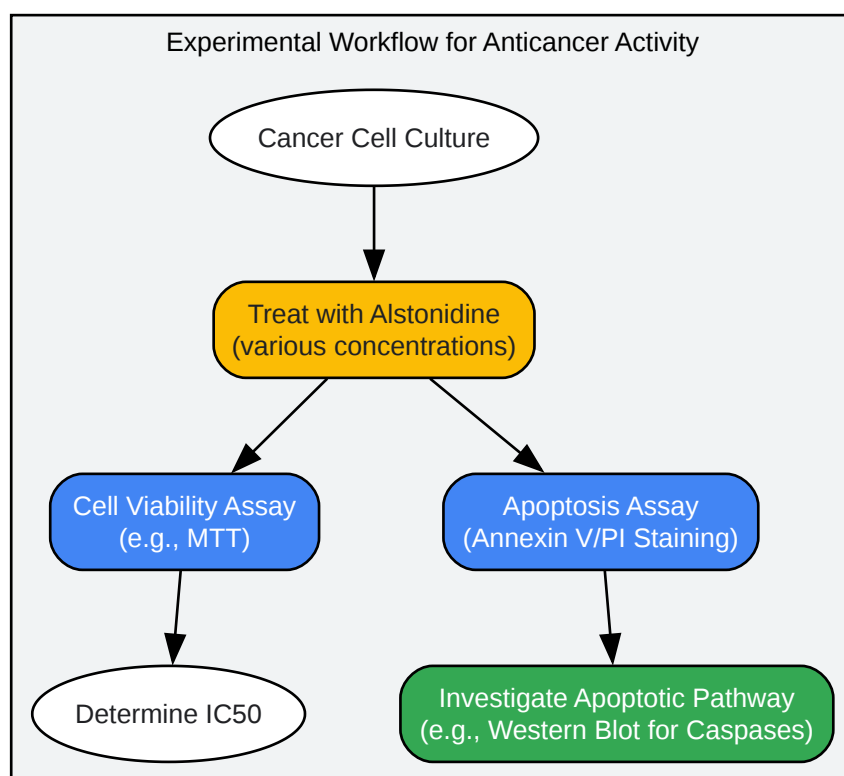 Experimental Workflow for Anticancer Activity
Cancer Cell Culture
Treat with Alstonidine
(various concentrations)
Cell Viability Assay
(e.g., MTT)
Apoptosis Assay
(Annexin V/PI Staining)
Determine IC50
Investigate Apoptotic Pathway
(e.g., Western Blot for Caspases)